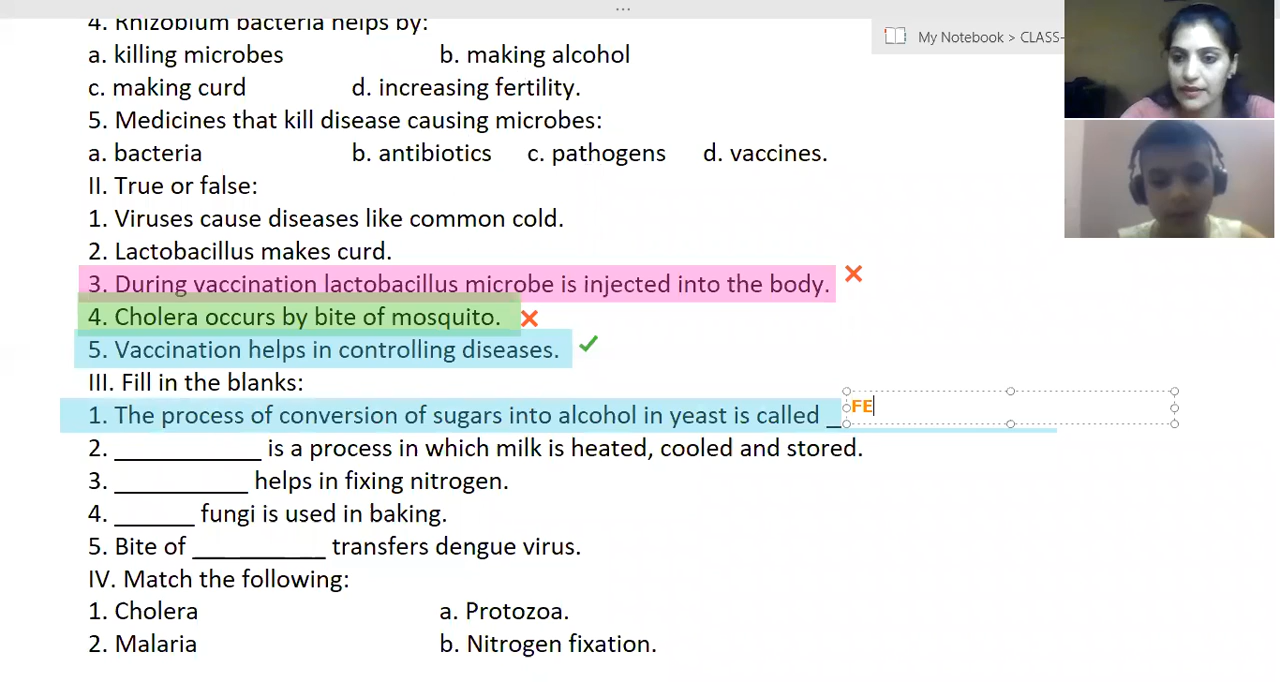 ...
My Notebook > CLASS-
4. Rhizobium bacteria helps by:
a. killing microbes b. making alcohol
c. making curd d. increasing fertility.
5. Medicines that kill disease causing microbes:
a. bacteria b. antibiotics c. pathogens d. vaccines.
II. True or false:
1. Viruses cause diseases like common cold.
2. Lactobacillus makes curd.
3. During vaccination lactobacillus microbe is injected into the body.
4. Cholera occurs by bite of mosquito.
5. Vaccination helps in controlling diseases.
III. Fill in the blanks:
1. The process of conversion of sugars into alcohol in yeast is called _ FE
2. ___________ is a process in which milk is heated, cooled and stored.
3. __________ helps in fixing nitrogen.
4. ______ fungi is used in baking.
5. Bite of __________ transfers dengue virus.
IV. Match the following:
1. Cholera a. Protozoa.
2. Malaria b. Nitrogen fixation.